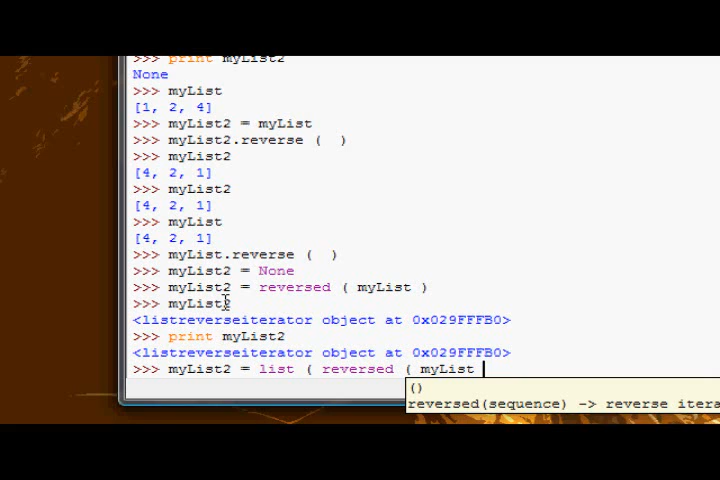 >>> print myList2
None
>>> myList
[1, 2, 4]
>>> myList2 = myList
>>> myList2.reverse (  )
>>> myList2
[4, 2, 1]
>>> myList2
[4, 2, 1]
>>> myList
[4, 2, 1]
>>> myList.reverse (  )
>>> myList2 = None
>>> myList2 = reversed ( myList )
>>> myList2
<listreverseiterator object at 0x029FFFB0>
>>> print myList2
<listreverseiterator object at 0x029FFFB0>
>>> myList2 = list ( reversed ( myList
()
reversed(sequence) -> reverse itera